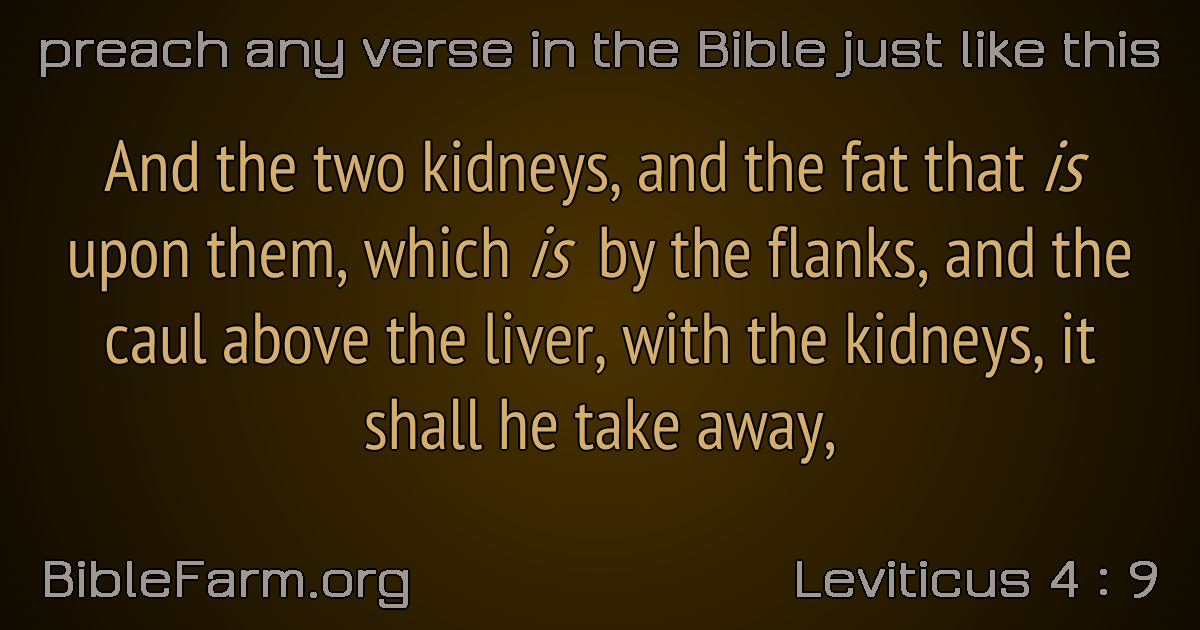 preach any verse in the Bible just like this
And the two kidneys, and the fat that is
upon them, which is by the flanks, and the
caul above the liver, with the kidneys, it
shall he take away,
BibleFarm.org
Leviticus 4 : 9